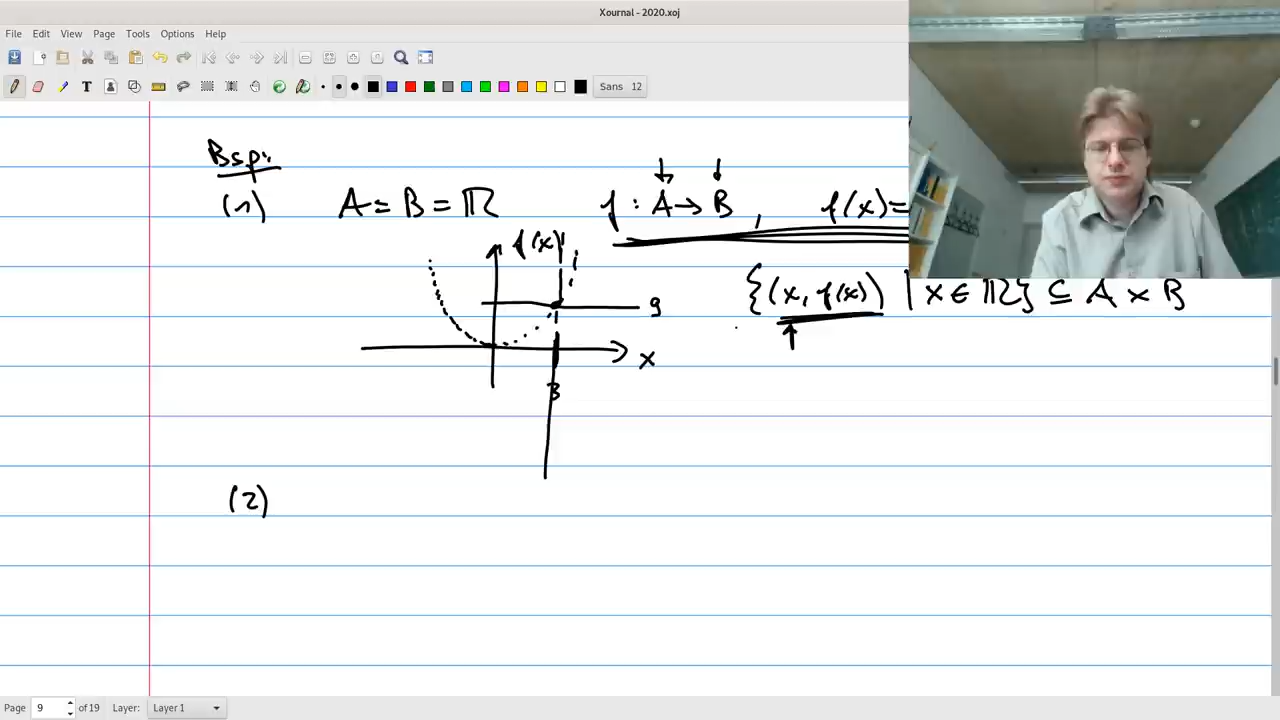 Xournal - 2020.xoj
File Edit View Page Tools Options Help
Sans 12
Bsp:
(1) A = B = ℝ f : A → B , f(x)=
f(x)
{(x, f(x)) | x ∈ ℝ} ⊆ A × B
9
x
3
(2)
Page 9 of 19 Layer: Layer 1